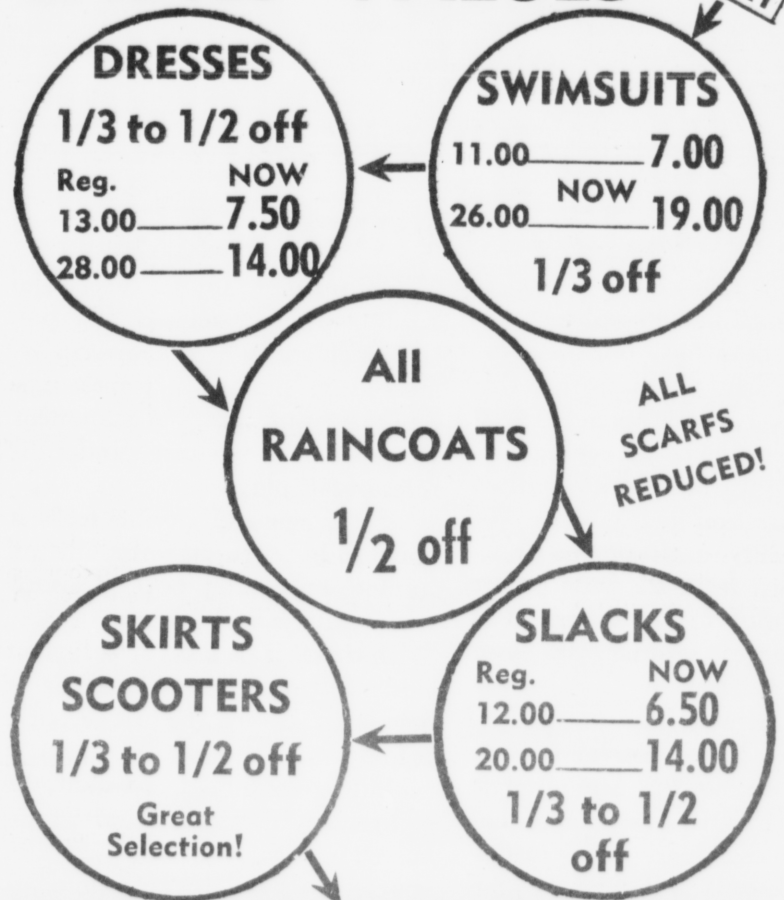 SWIMSUITS
11.00 7.00
NOW
26.00 19.00
1/3 off
DRESSES
1/3 to 1/2 off
Reg. NOW
13.00 7.50
28.00 14.00
All
RAINCOATS
1/2 off
ALL
SCARFS
REDUCED!
SLACKS
Reg. NOW
12.00 6.50
20.00 14.00
1/3 to 1/2
off
SKIRTS
SCOOTERS
1/3 to 1/2 off
Great
Selection!